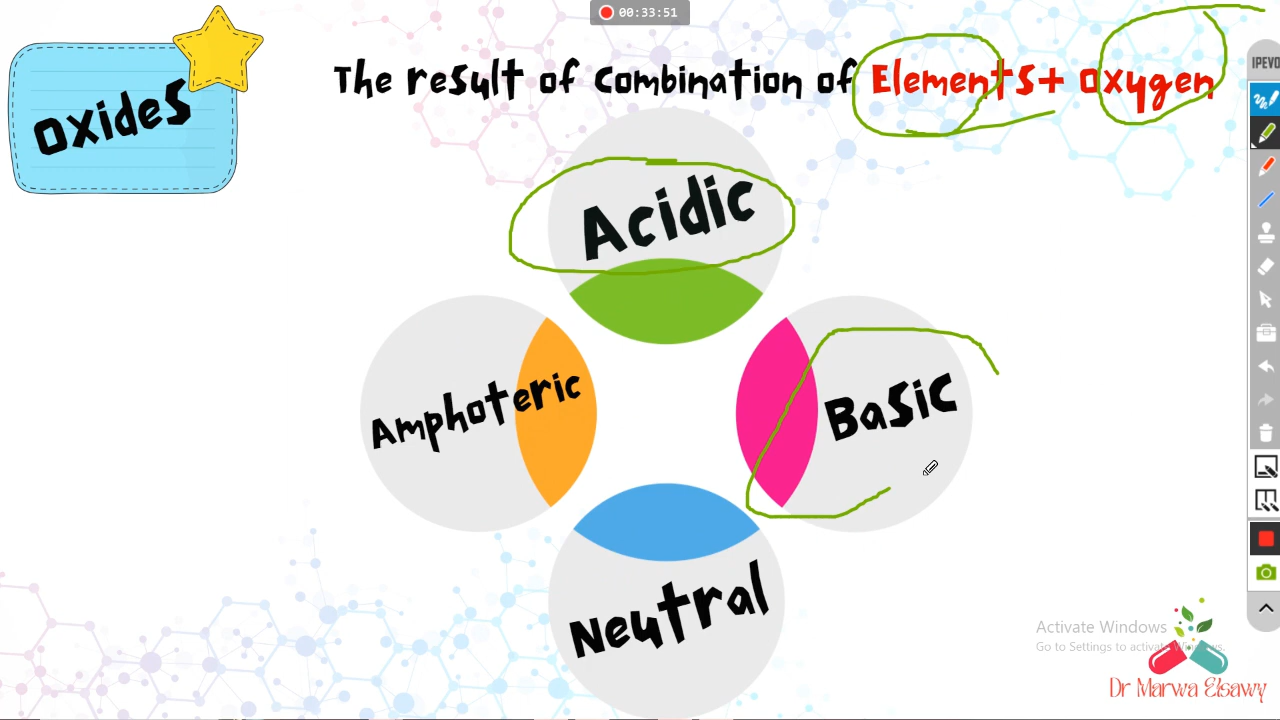 00:33:51
IPEVO
Oxides
The result of Combination of Elements+ Oxygen
Acidic
Amphoteric
Basic
Neutral
Activate Windows
Go to Settings to activate Windows.
Dr Marwa Elsawy